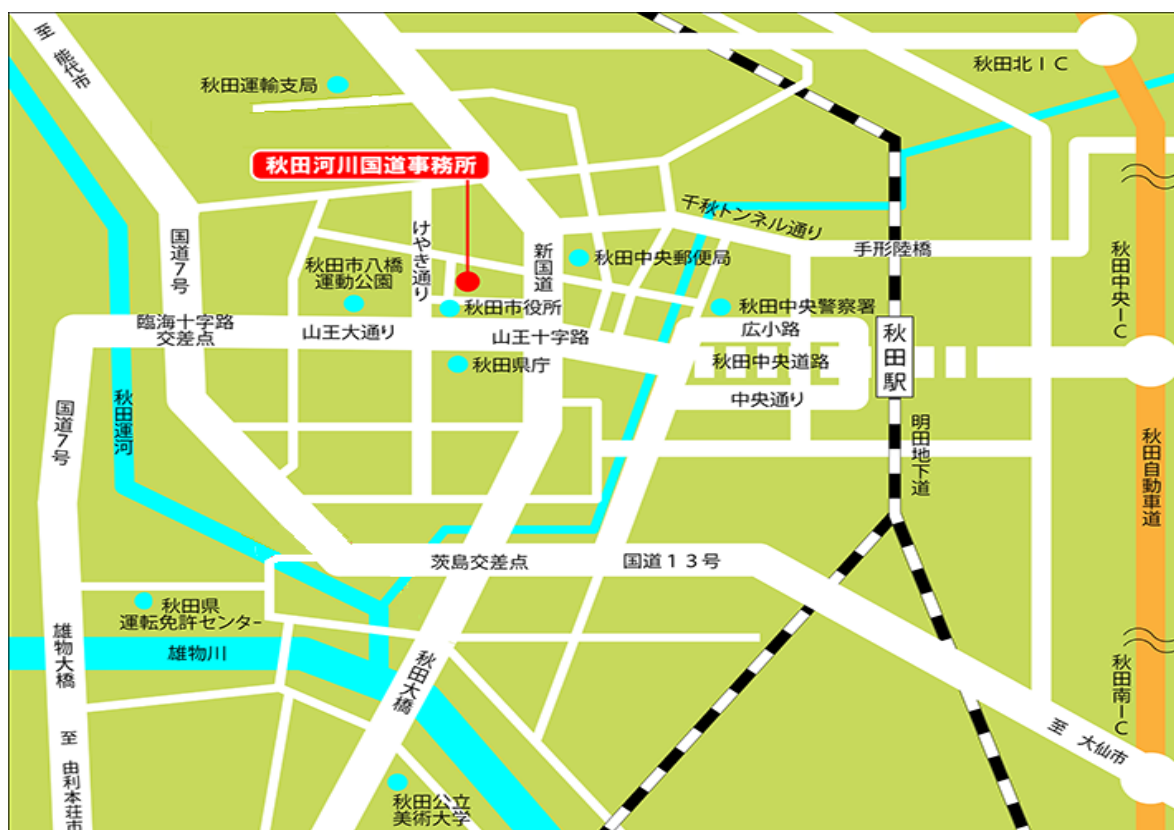 至 能代市
秋田運輸支局
秋田北IC
秋田河川国道事務所
千秋トンネル通り
手形陸橋
国道7号
けやき通り
新国道
秋田中央郵便局
秋田市八橋
運動公園
秋田中央IC
秋田市役所
秋田中央警察署
臨海十字路
交差点
山王大通り
山王十字路
広小路
秋田県庁
秋田中央道路
秋田駅
中央通り
国道7号
秋田運河
明田地下道
秋田自動車道
茨島交差点
国道13号
秋田県
運転免許センター
雄物大橋
雄物川
秋田大橋
秋田南IC
至 大仙市
至 由利本荘市
秋田公立
美術大学